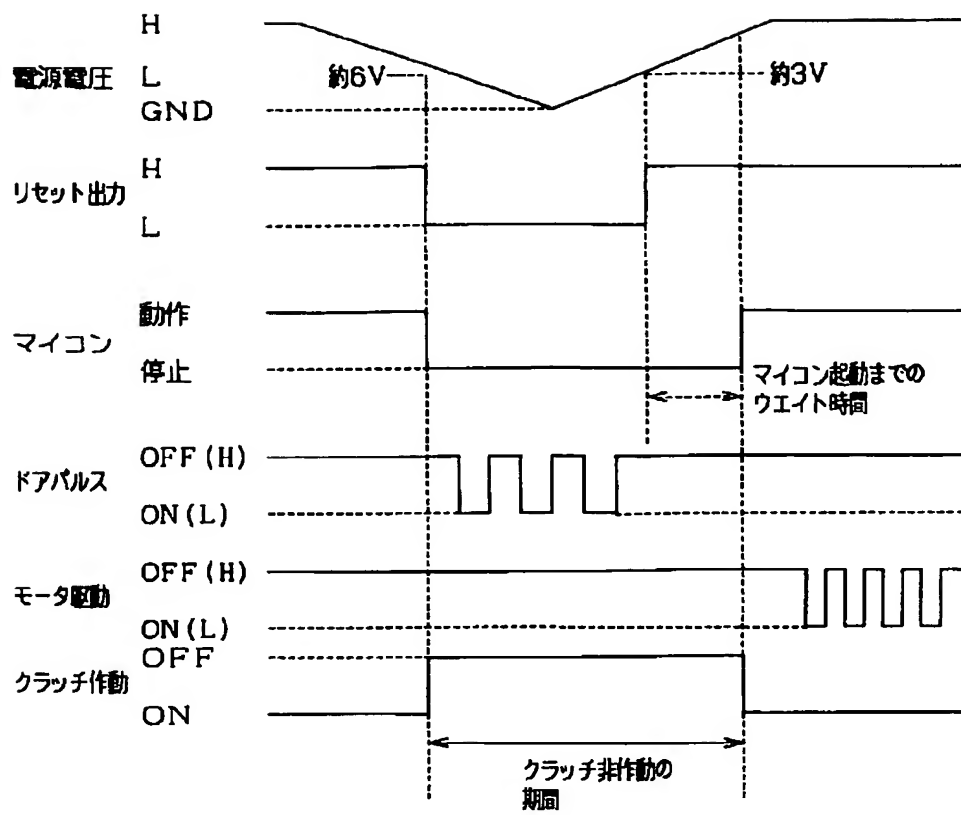 H
電源電圧
約6V
L
約3V
GND
リセット出力
H
L
マイコン
動作
停止
マイコン起動までの
ウエイト時間
ドアパルス
OFF(H)
ON(L)
モータ駆動
OFF(H)
ON(L)
クラッチ作動
OFF
ON
クラッチ非作動の
期間